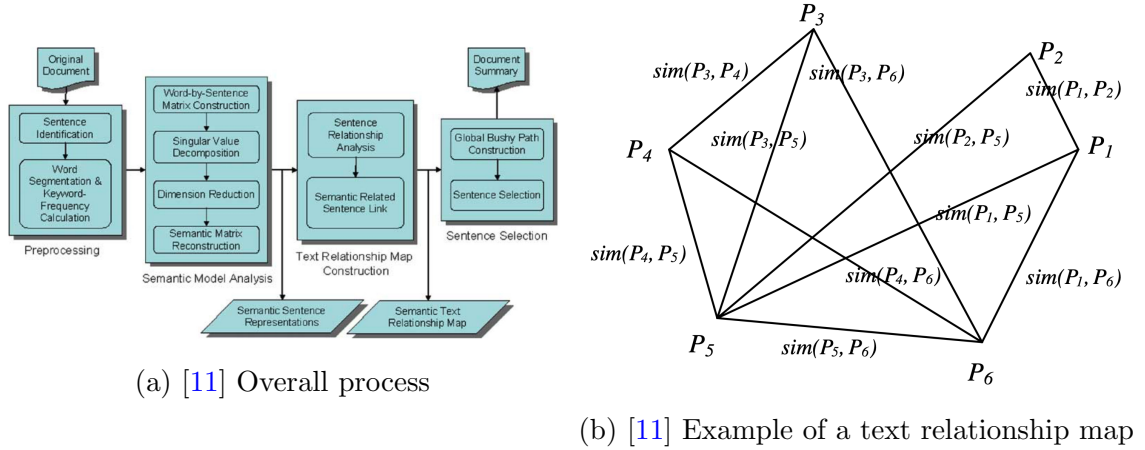 Original
Document
Sentence
Identification
Word
Segmentation &
Keyword-
Frequency
Calculation
Preprocessing
Word-by-Sentence
Matrix Construction
Singular Value
Decomposition
Dimension Reduction
Semantic Matrix
Reconstruction
Semantic Model Analysis
Semantic Sentence
Representations
Sentence
Relationship
Analysis
Semantic Related
Sentence Link
Text Relationship Map
Construction
Semantic Text
Relationship Map
Document
Summary
Global Bushy Path
Construction
Sentence Selection
Sentence Selection
(a) [11] Overall process
P3
P2
sim(P3, P4)
sim(P3, P6)
sim(P1, P2)
P4
sim(P3, P5)
sim(P2, P5)
P1
sim(P1, P5)
sim(P4, P5)
sim(P4, P6)
sim(P1, P6)
P5
sim(P5, P6)
P6
(b) [11] Example of a text relationship map